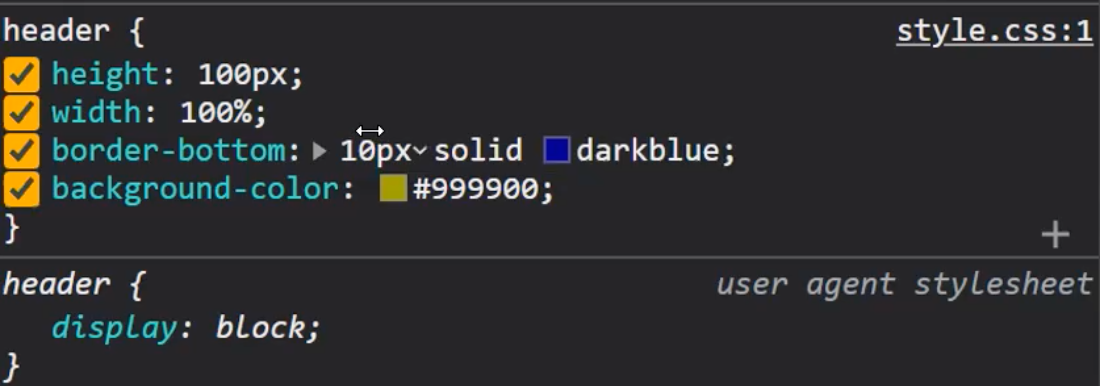 header {
style.css:1
height: 100px;
width: 100%;
border-bottom: 10px solid darkblue;
background-color: #999900;
}
header {
user agent stylesheet
display: block;
}